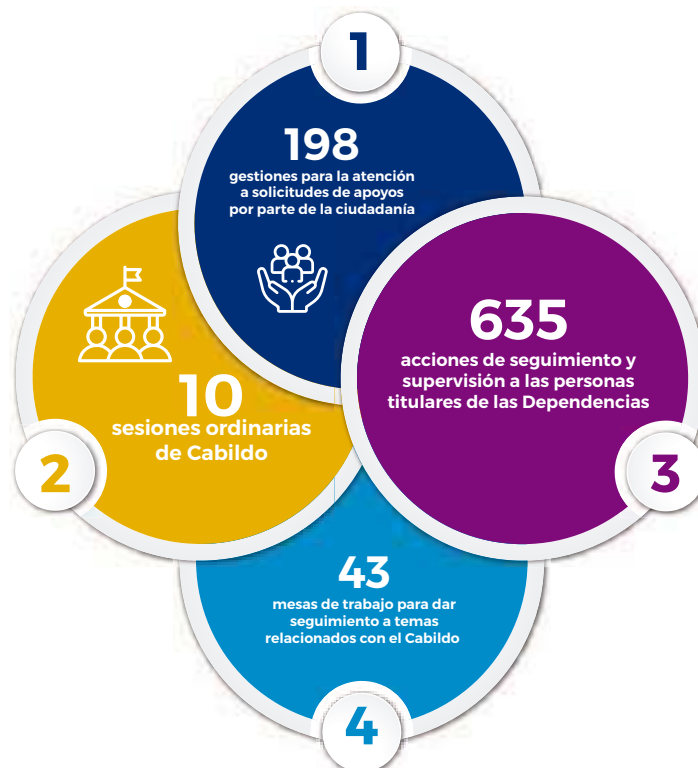 1
198
gestiones para la atención
a solicitudes de apoyos
por parte de la ciudadanía
2
10
sesiones ordinarias
de Cabildo
3
635
acciones de seguimiento y
supervisión a las personas
titulares de las Dependencias
4
43
mesas de trabajo para dar
seguimiento a temas
relacionados con el Cabildo